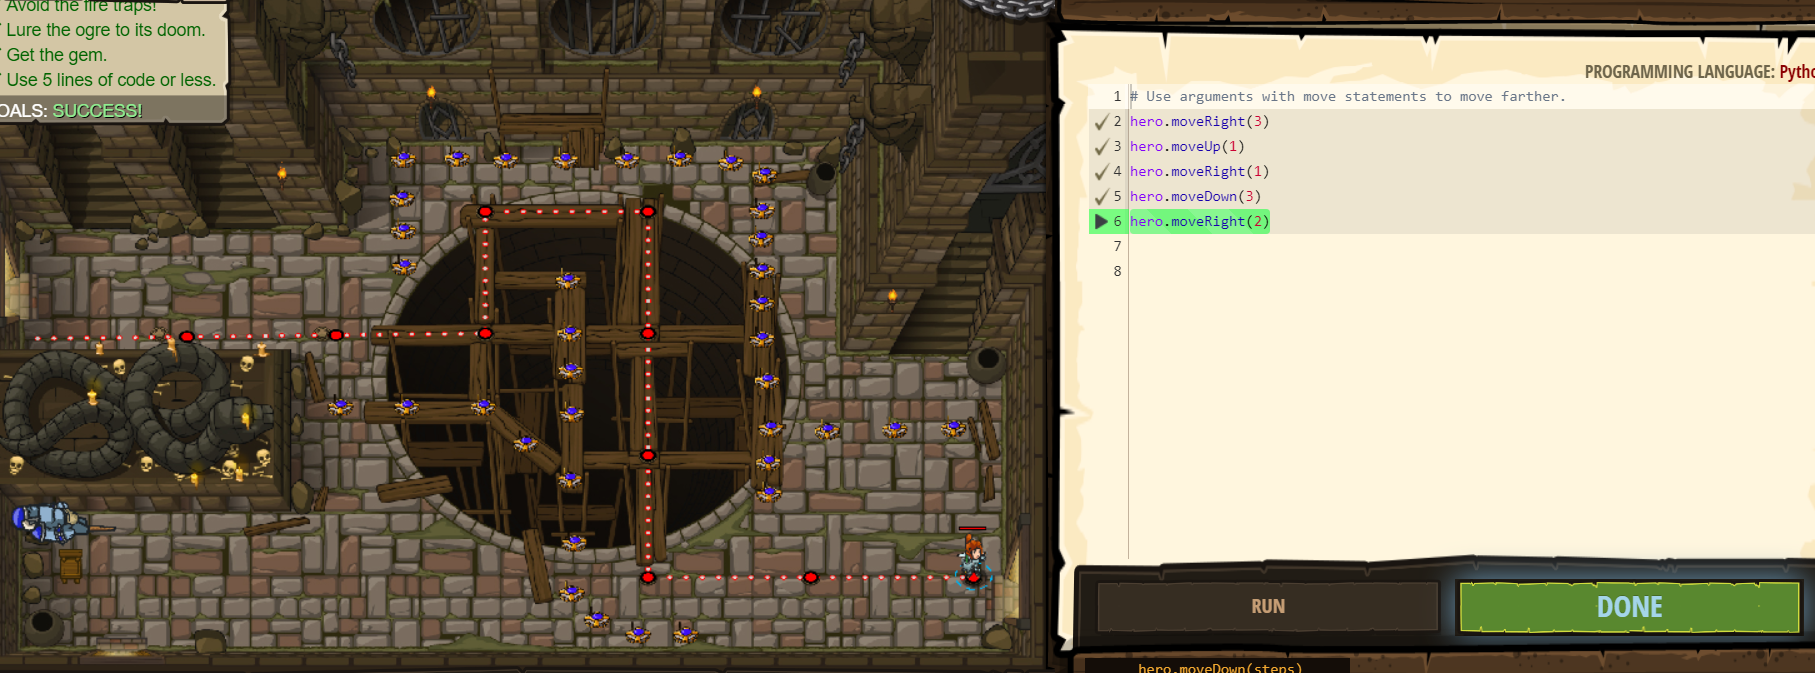 Avoid the fire traps!
Lure the ogre to its doom.
Get the gem.
Use 5 lines of code or less.
OALS: SUCCESS!
PROGRAMMING LANGUAGE: Pytho
1 # Use arguments with move statements to move farther.
2 hero.moveRight(3)
3 hero.moveUp(1)
4 hero.moveRight(1)
5 hero.moveDown(3)
6 hero.moveRight(2)
7
8
RUN
DONE
hero.moveDown(steps)